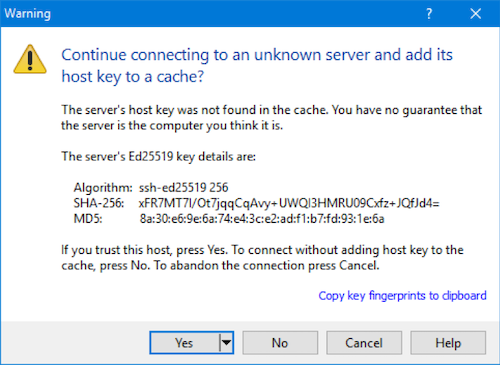 Warning
Continue connecting to an unknown server and add its
host key to a cache?
The server's host key was not found in the cache. You have no guarantee that
the server is the computer you think it is.
The server's Ed25519 key details are:
Algorithm: ssh-ed25519 256
SHA-256: xFR7MT7I/Ot7jqqCqAvy+UWQI3HMRU09Cxfz+JQfJd4=
MD5: 8a:30:e6:9e:6a:74:e4:3c:e2:ad:f1:b7:fd:93:1e:6a
If you trust this host, press Yes. To connect without adding host key to the
cache, press No. To abandon the connection press Cancel.
Copy key fingerprints to clipboard
Yes
No
Cancel
Help